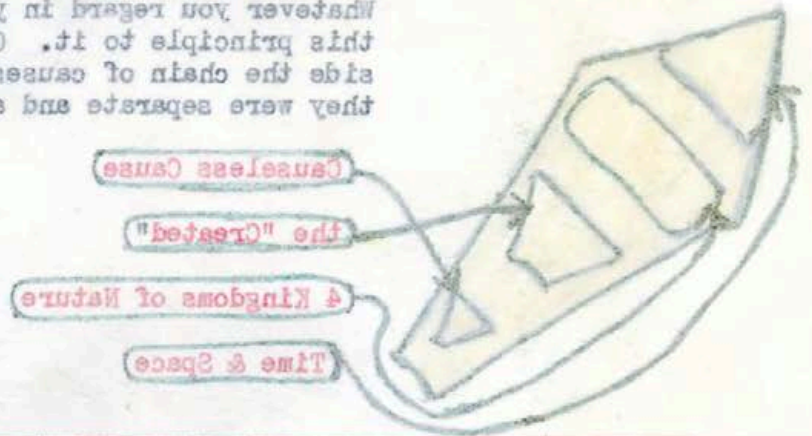 Whatever you regard in y
this principle to it. (
side the chain of causes
they were separate and a
Causeless Cause
the "Created"
4 Kingdoms of Nature
Time & Space